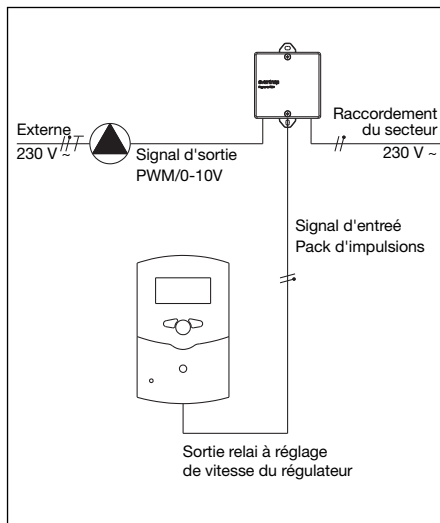 Externe
230 V ~
Signal d'sortie
PWM/0-10V
Raccordement
du secteur
230 V ~
Signal d'entreé
Pack d'impulsions
Sortie relai à réglage
de vitesse du régulateur